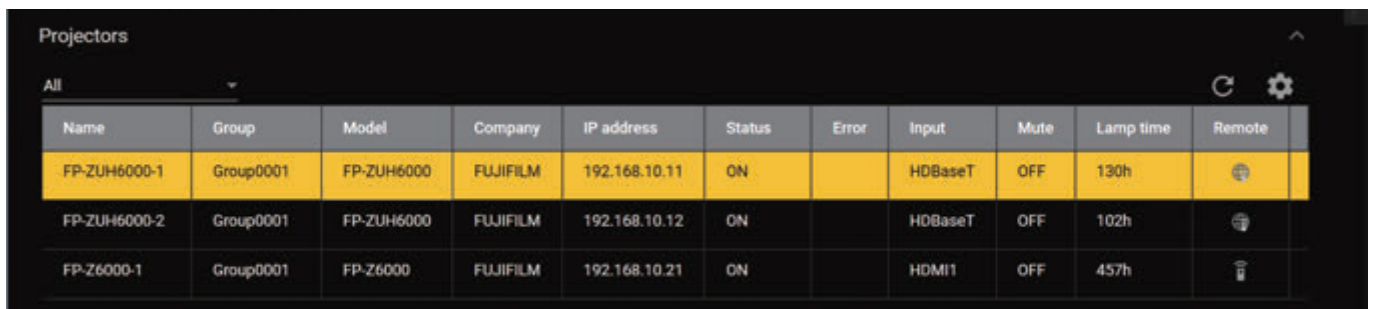 Projectors
All
Name Group Model Company IP address Status Error Input Mute Lamp time Remote
FP-ZUH6000-1 Group0001 FP-ZUH6000 FUJIFILM 192.168.10.11 ON HDBaseT OFF 130h
FP-ZUH6000-2 Group0001 FP-ZUH6000 FUJIFILM 192.168.10.12 ON HDBaseT OFF 102h
FP-Z6000-1 Group0001 FP-Z6000 FUJIFILM 192.168.10.21 ON HDMI1 OFF 457h